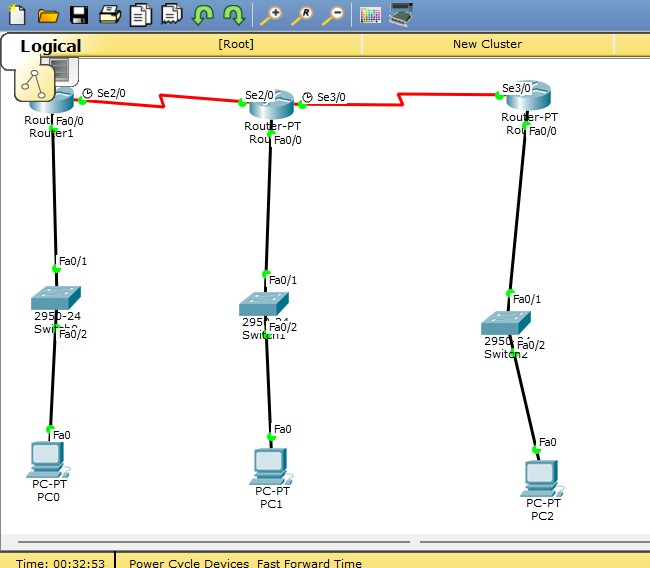 Logical
[Root]
New Cluster
Se2/0
Se2/0
Se3/0
Se3/0
Fa0/0
Router1
Router-PT
Fa0/0
Router-PT
Fa0/0
Fa0/1
2950-24
Fa0/2
Fa0/1
Fa0/2
Fa0/1
Fa0/2
Switch2
Fa0
PC-PT
PC0
Fa0
PC-PT
PC1
Fa0
PC-PT
PC2
Time: 00:32:53
Power Cycle Devices Fast Forward Time